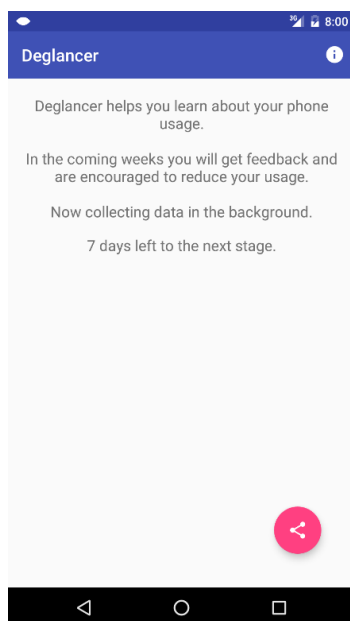 3G 8:00
Deglancer
Deglancer helps you learn about your phone
usage.
In the coming weeks you will get feedback and
are encouraged to reduce your usage.
Now collecting data in the background.
7 days left to the next stage.